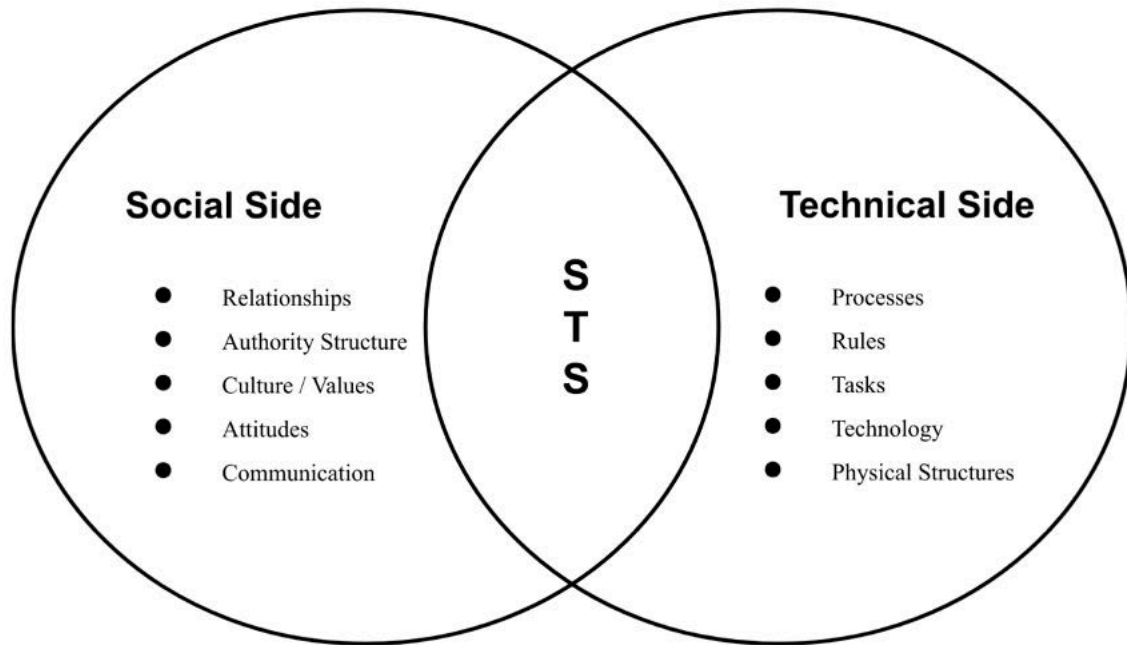 Social Side
Relationships
Authority Structure
Culture / Values
Attitudes
Communication
S
T
S
Technical Side
Processes
Rules
Tasks
Technology
Physical Structures